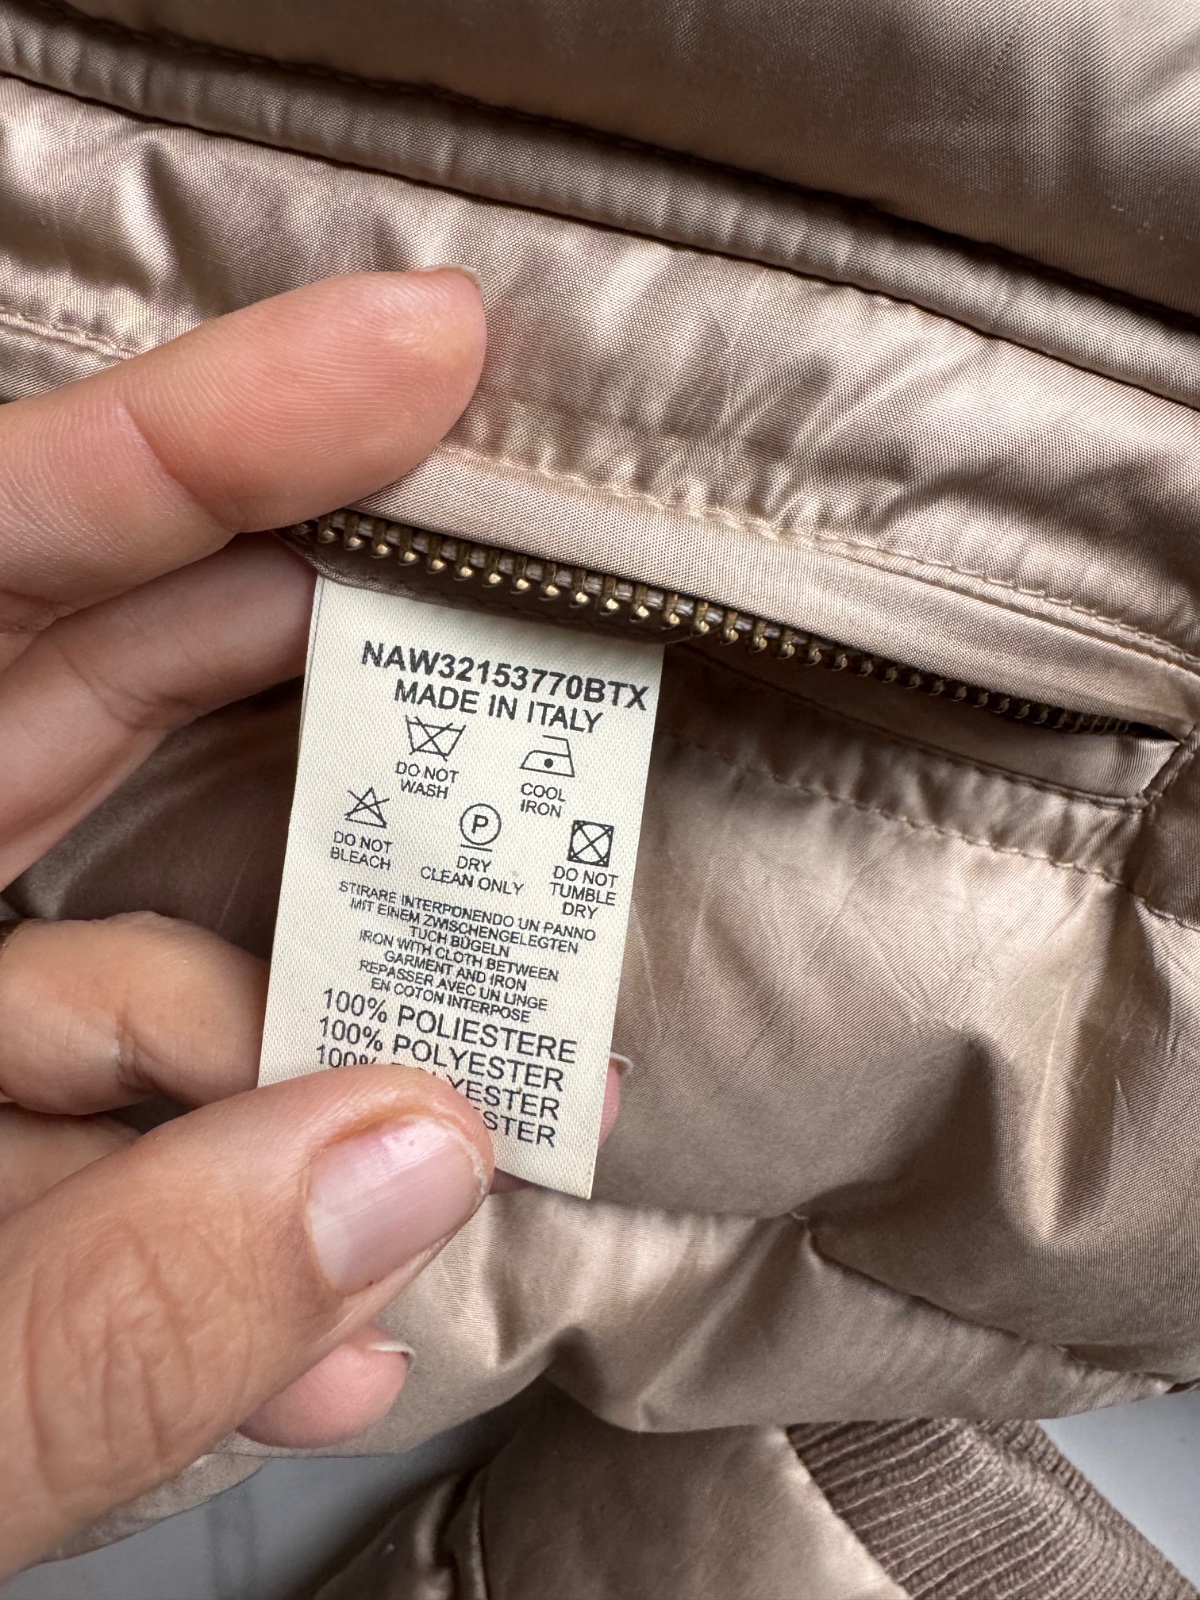 NAW32153770BTX
MADE IN ITALY
DO NOT
WASH
COOL
IRON
DO NOT
BLEACH
P
DRY
CLEAN ONLY
DO NOT
TUMBLE
DRY
STIRARE INTERPONENDO UN PANNO
MIT EINEM ZWISCHENGELEGTEN
TUCH BÜGELN
IRON WITH CLOTH BETWEEN
GARMENT AND IRON
REPASSER AVEC UN LINGE
EN COTON INTERPOSE
100% POLIESTERE
100% POLYESTER
100%